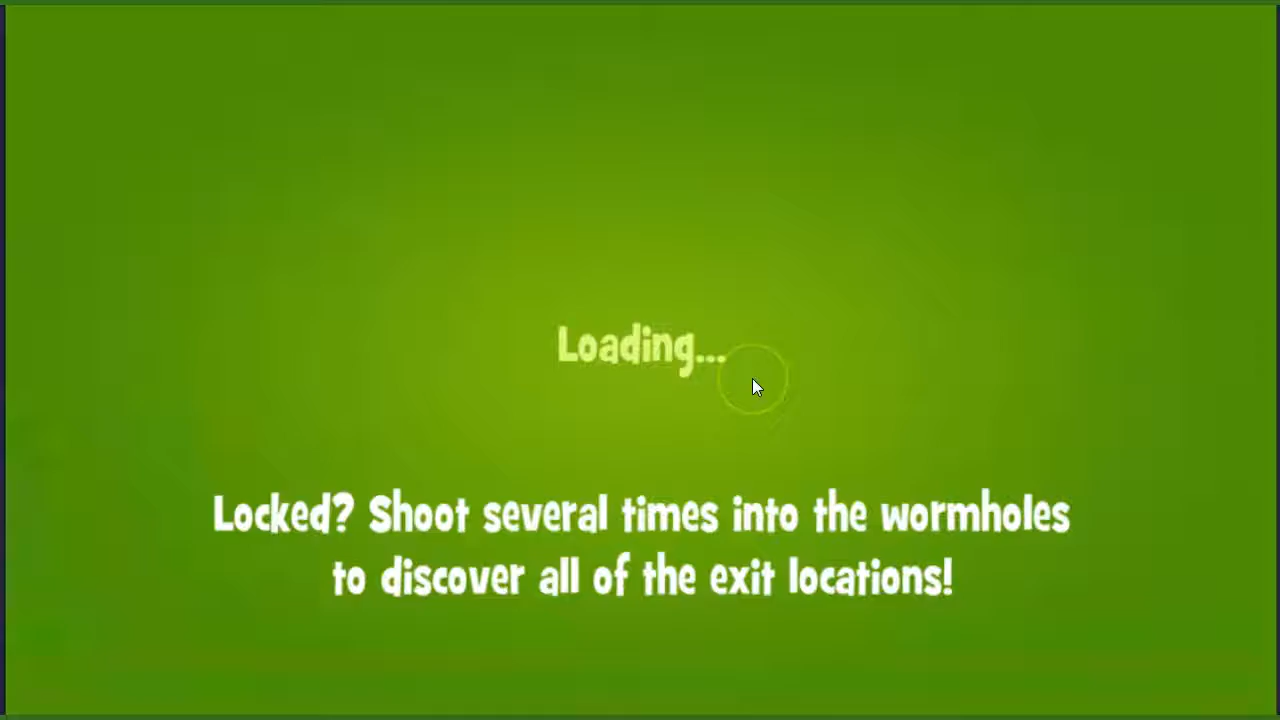 Loading...
Locked? Shoot several times into the wormholes
to discover all of the exit locations!